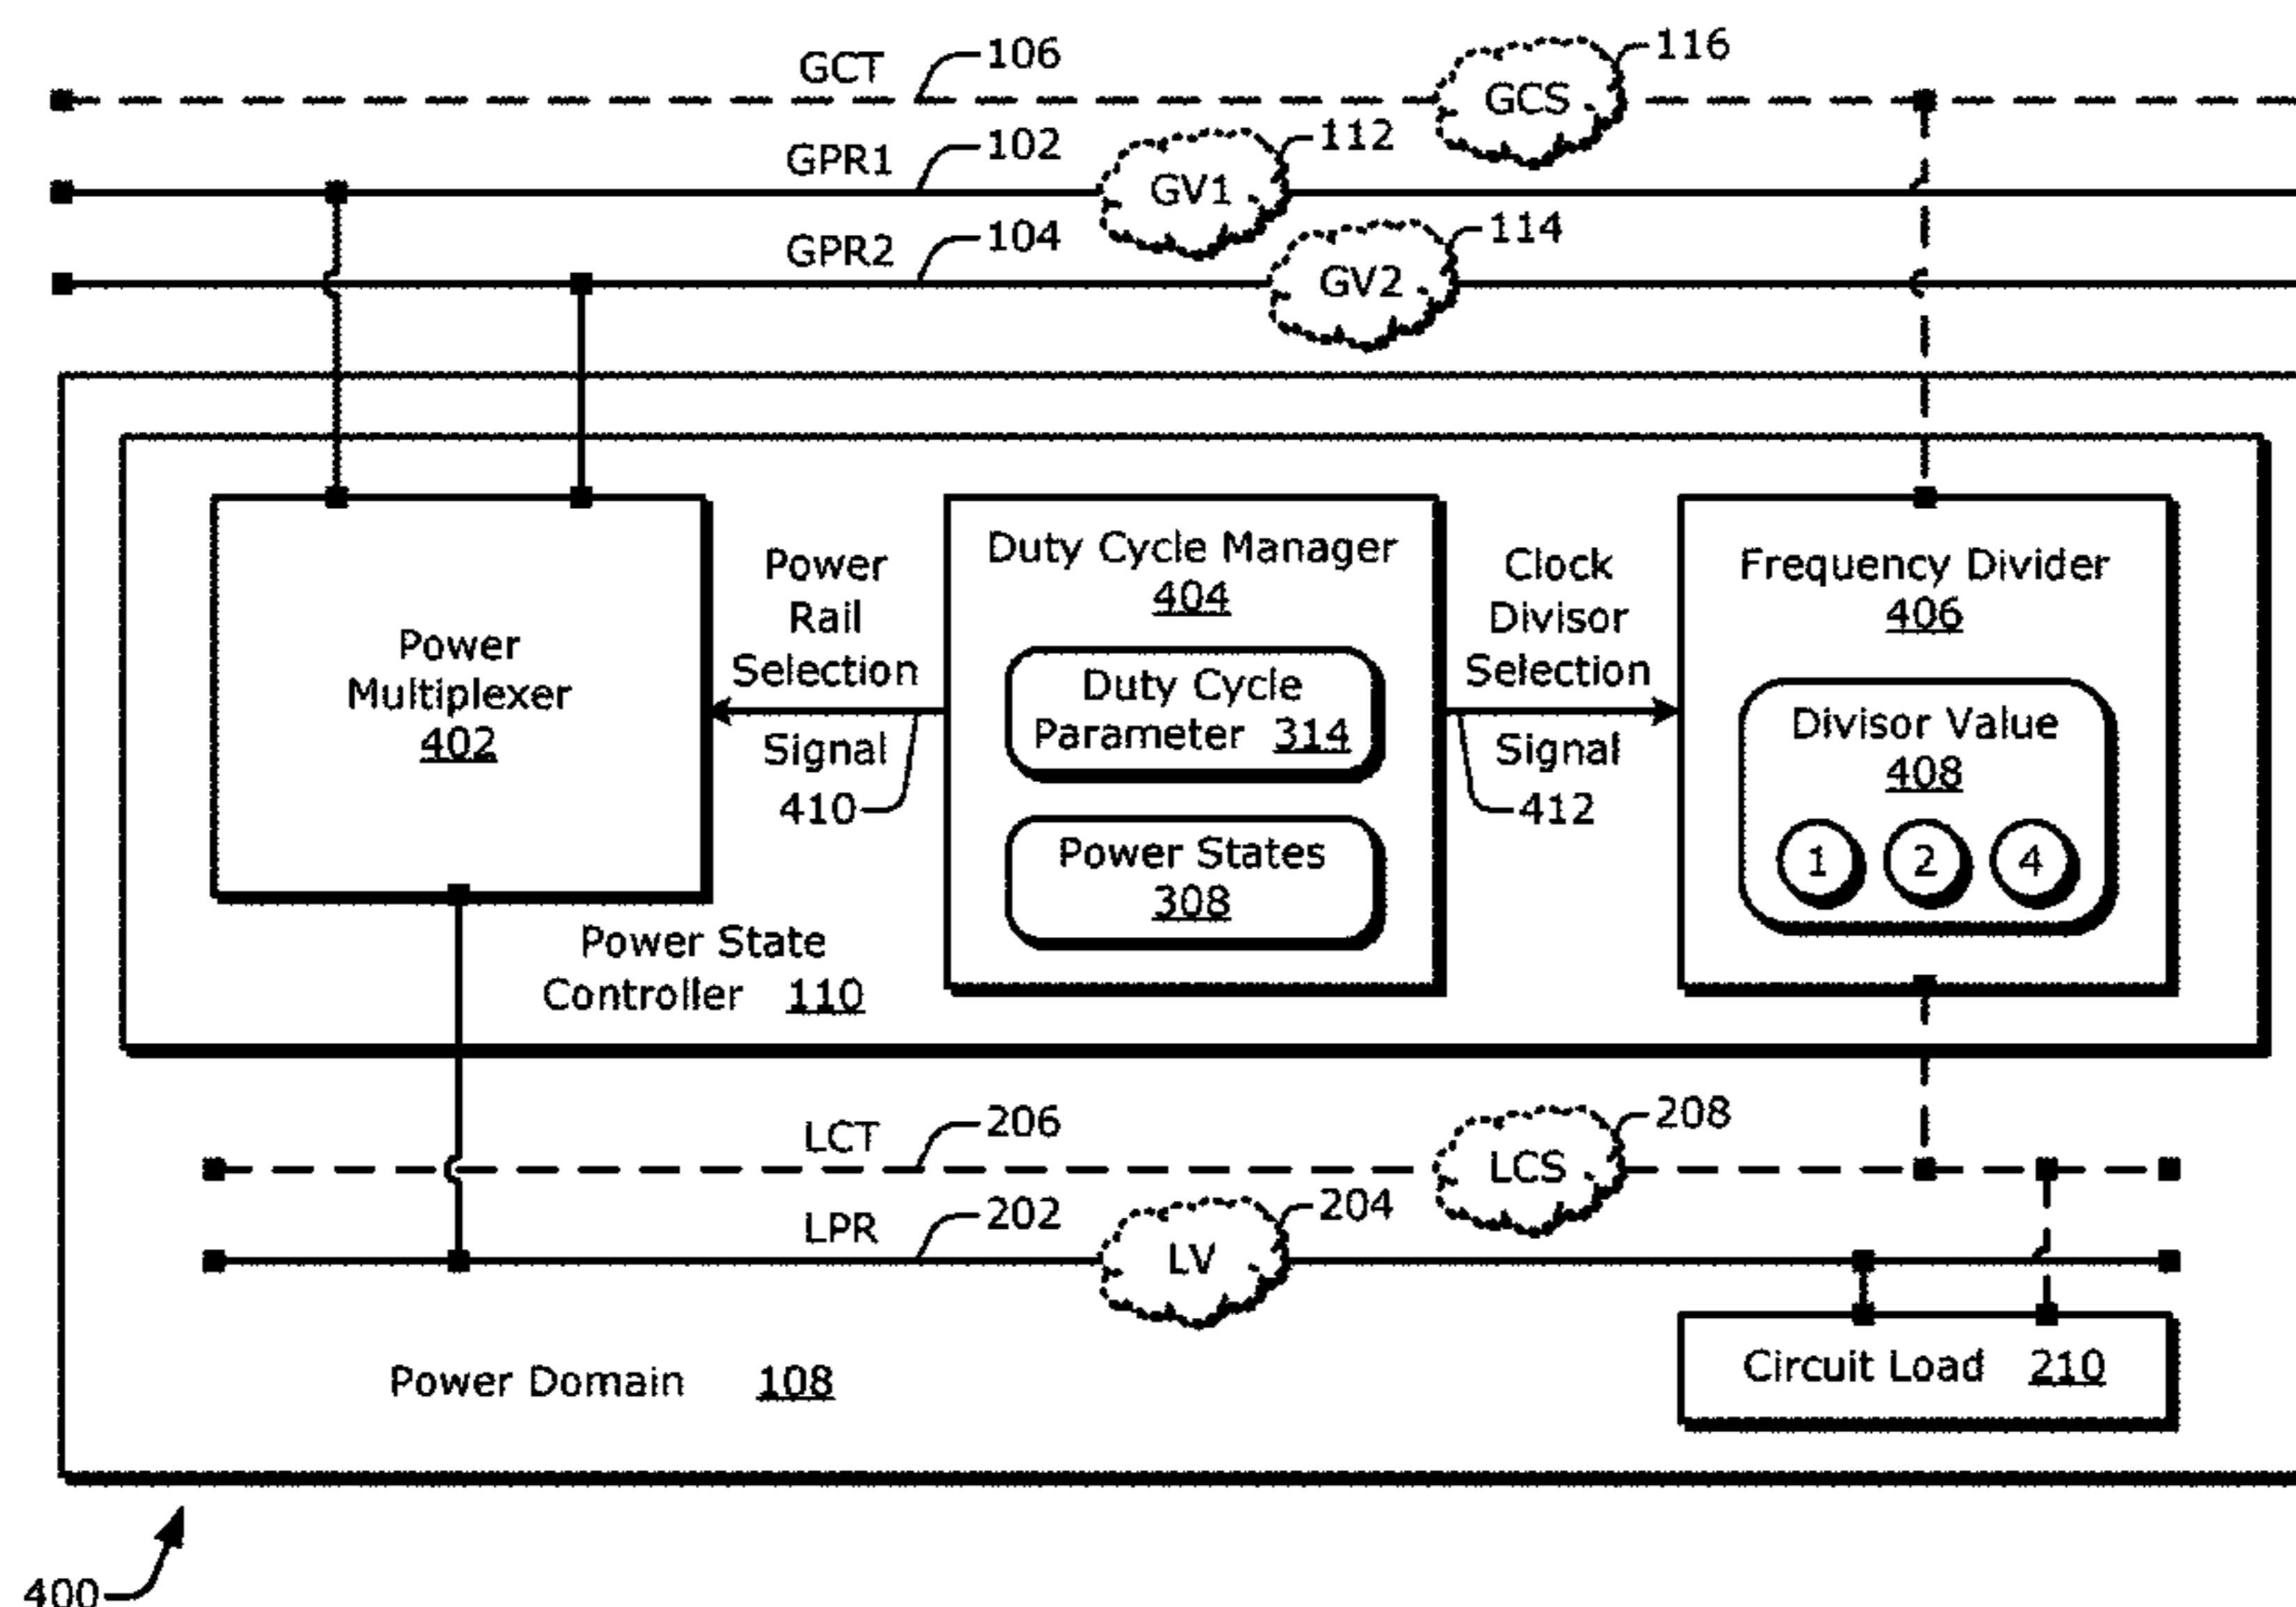 GCT 106 GCS 116
GPR1 102 GV1 112
GPR2 104 GV2 114
Power
Multiplexer
402
Power
Rail
Selection
Signal
410
Duty Cycle Manager
404
Duty Cycle
Parameter 314
Power States
308
Clock
Divisor
Selection
Signal
412
Frequency Divider
406
Divisor Value
408
1 2 4
Power State
Controller 110
LCT 206 LCS 208
LPR 202 LV 204
Power Domain 108
Circuit Load 210
400